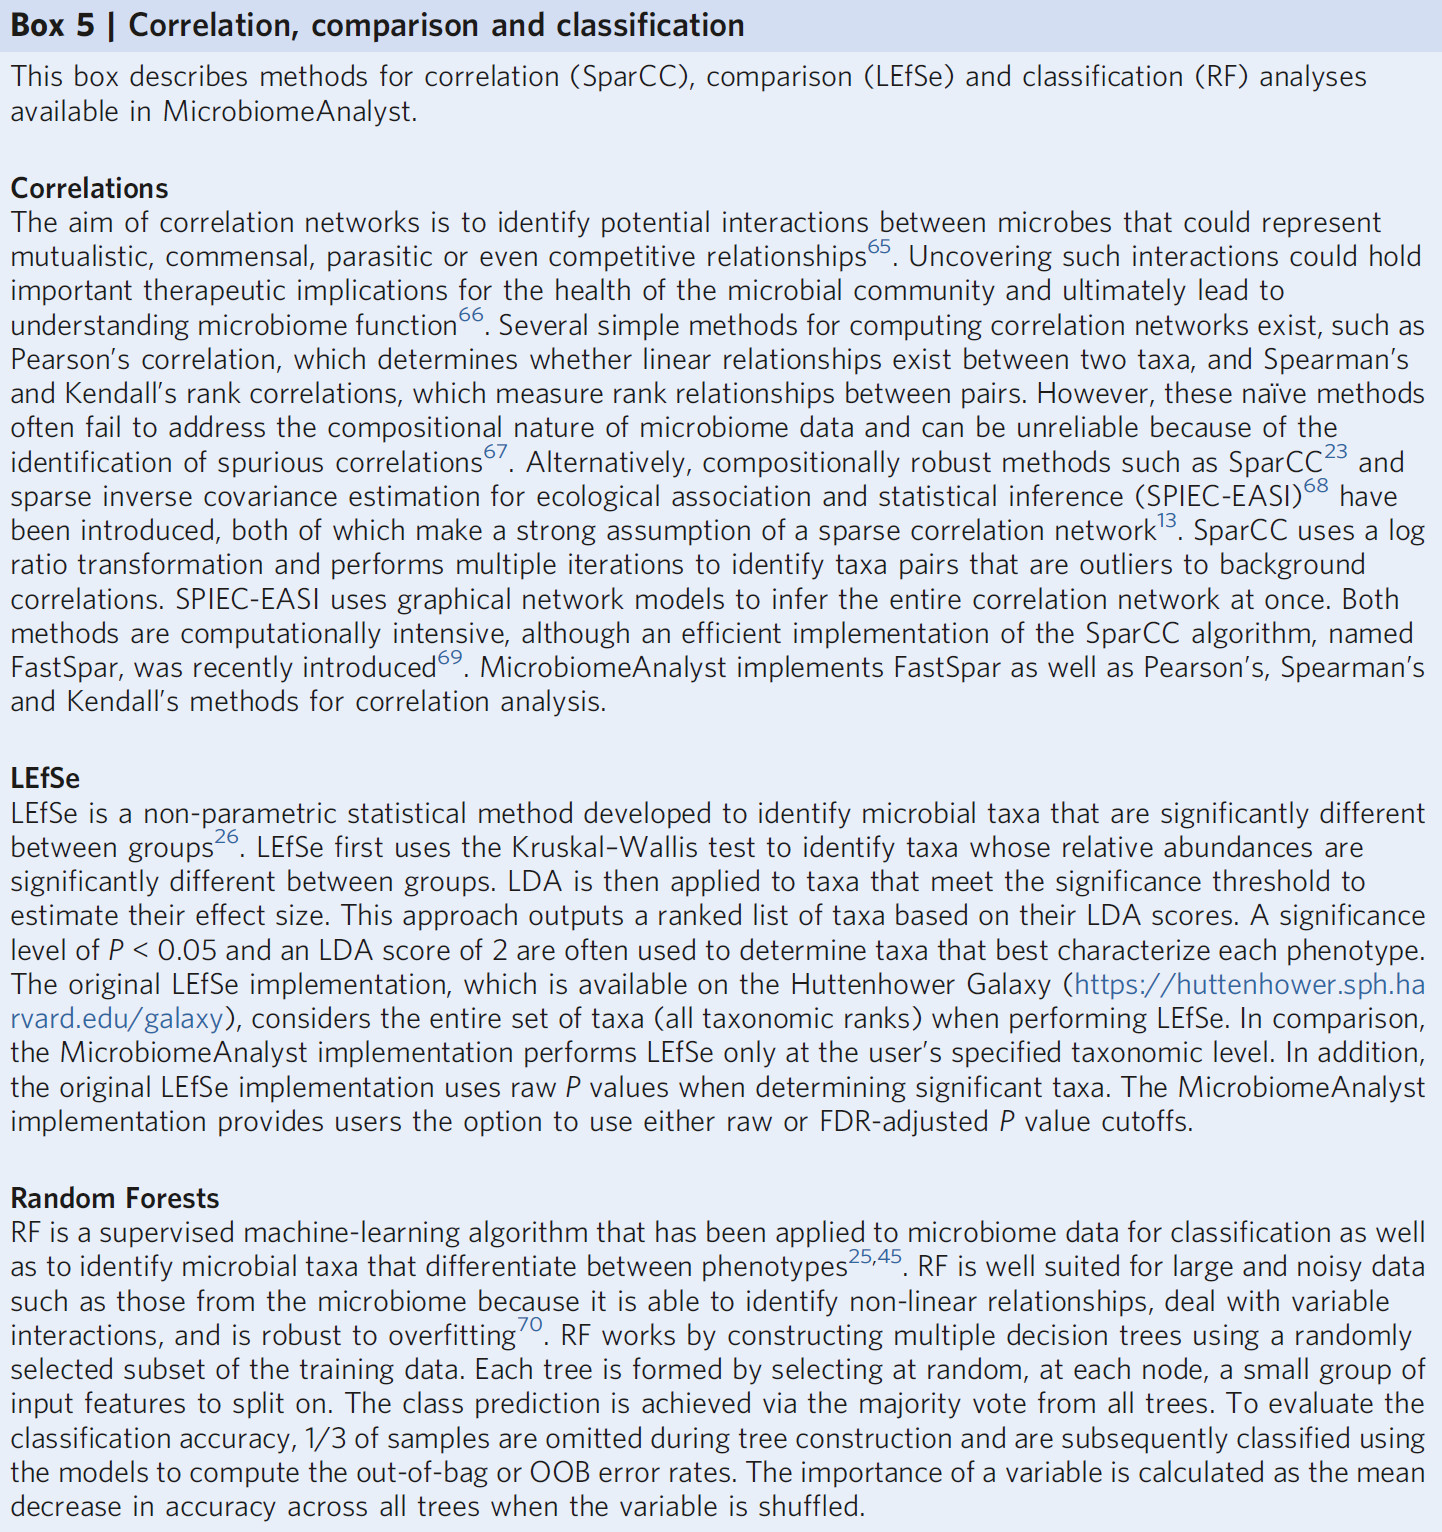 Box 5 | Correlation, comparison and classification
This box describes methods for correlation (SparCC), comparison (LEfSe) and classification (RF) analyses
available in MicrobiomeAnalyst.
Correlations
The aim of correlation networks is to identify potential interactions between microbes that could represent
mutualistic, commensal, parasitic or even competitive relationships65. Uncovering such interactions could hold
important therapeutic implications for the health of the microbial community and ultimately lead to
understanding microbiome function66. Several simple methods for computing correlation networks exist, such as
Pearson's correlation, which determines whether linear relationships exist between two taxa, and Spearman's
and Kendall's rank correlations, which measure rank relationships between pairs. However, these naïve methods
often fail to address the compositional nature of microbiome data and can be unreliable because of the
identification of spurious correlations67. Alternatively, compositionally robust methods such as SparCC23 and
sparse inverse covariance estimation for ecological association and statistical inference (SPIEC-EASI)68 have
been introduced, both of which make a strong assumption of a sparse correlation network13. SparCC uses a log
ratio transformation and performs multiple iterations to identify taxa pairs that are outliers to background
correlations. SPIEC-EASI uses graphical network models to infer the entire correlation network at once. Both
methods are computationally intensive, although an efficient implementation of the SparCC algorithm, named
FastSpar, was recently introduced69. MicrobiomeAnalyst implements FastSpar as well as Pearson's, Spearman's
and Kendall's methods for correlation analysis.
LEfSe
LEfSe is a non-parametric statistical method developed to identify microbial taxa that are significantly different
between groups26. LEfSe first uses the Kruskal–Wallis test to identify taxa whose relative abundances are
significantly different between groups. LDA is then applied to taxa that meet the significance threshold to
estimate their effect size. This approach outputs a ranked list of taxa based on their LDA scores. A significance
level of P < 0.05 and an LDA score of 2 are often used to determine taxa that best characterize each phenotype.
The original LEfSe implementation, which is available on the Huttenhower Galaxy (https://huttenhower.sph.ha
rvard.edu/galaxy), considers the entire set of taxa (all taxonomic ranks) when performing LEfSe. In comparison,
the MicrobiomeAnalyst implementation performs LEfSe only at the user's specified taxonomic level. In addition,
the original LEfSe implementation uses raw P values when determining significant taxa. The MicrobiomeAnalyst
implementation provides users the option to use either raw or FDR-adjusted P value cutoffs.
Random Forests
RF is a supervised machine-learning algorithm that has been applied to microbiome data for classification as well
as to identify microbial taxa that differentiate between phenotypes25,45. RF is well suited for large and noisy data
such as those from the microbiome because it is able to identify non-linear relationships, deal with variable
interactions, and is robust to overfitting70. RF works by constructing multiple decision trees using a randomly
selected subset of the training data. Each tree is formed by selecting at random, at each node, a small group of
input features to split on. The class prediction is achieved via the majority vote from all trees. To evaluate the
classification accuracy, 1/3 of samples are omitted during tree construction and are subsequently classified using
the models to compute the out-of-bag or OOB error rates. The importance of a variable is calculated as the mean
decrease in accuracy across all trees when the variable is shuffled.